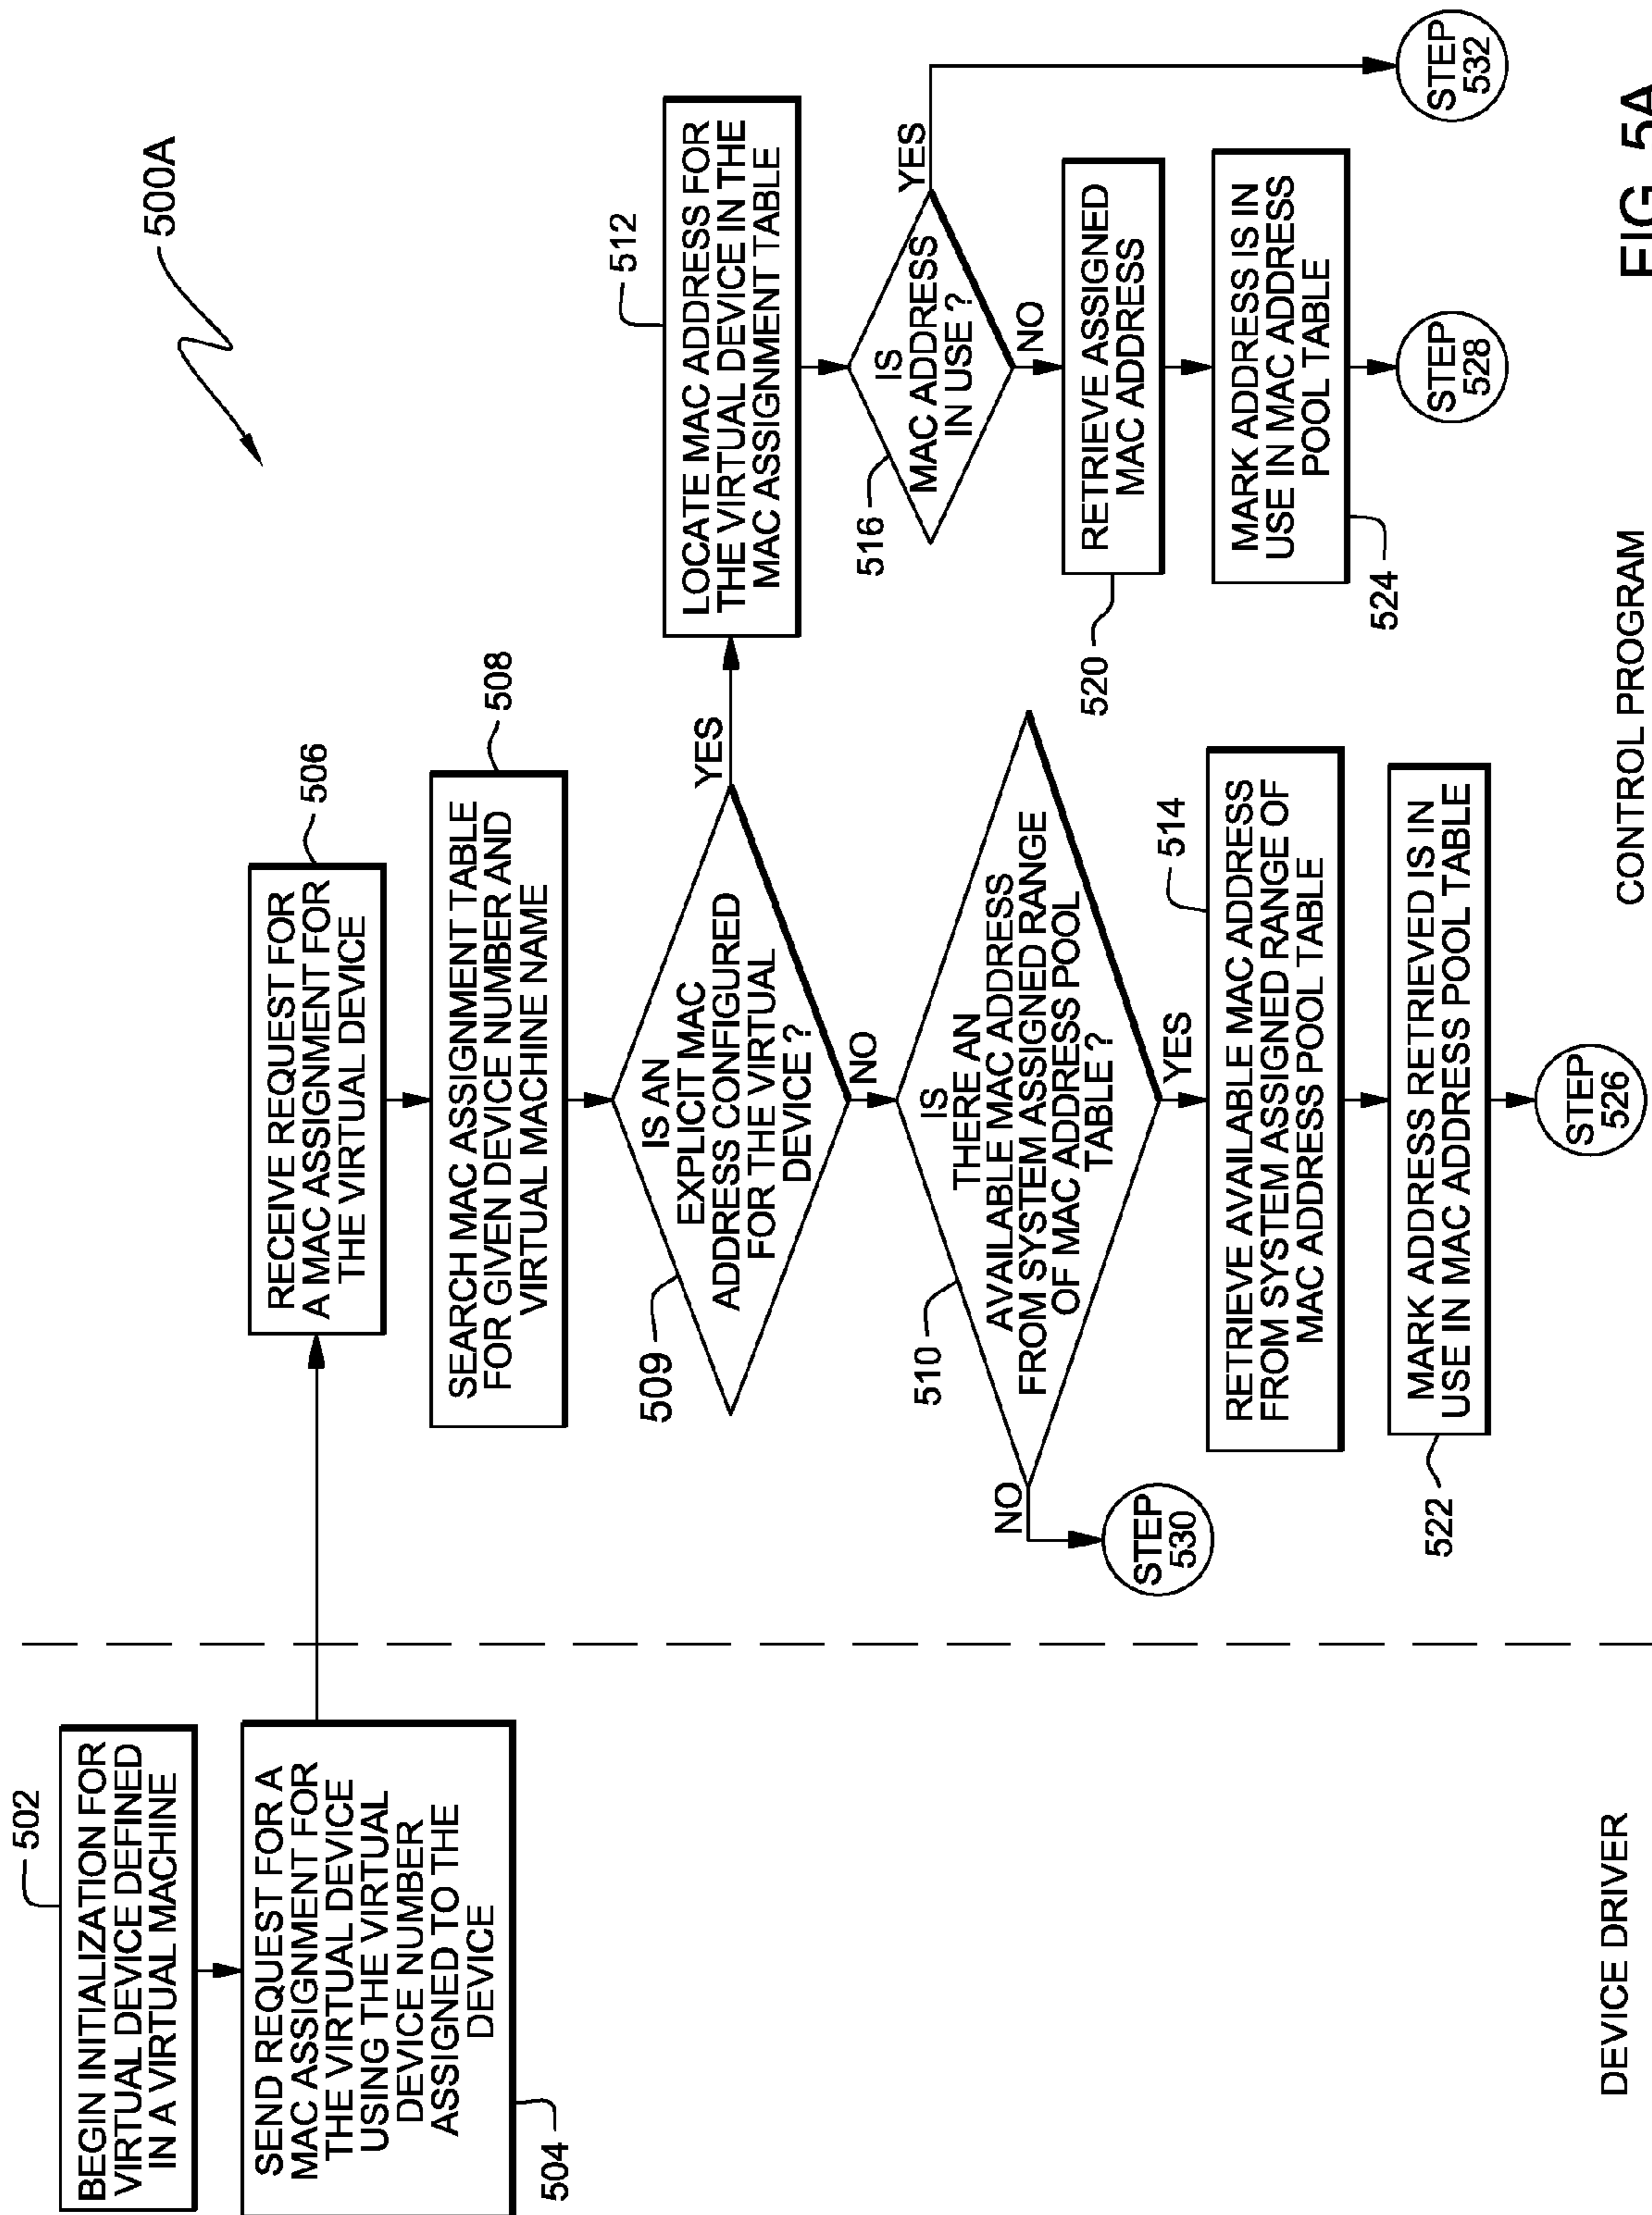 500A
502
BEGIN INITIALIZATION FOR
VIRTUAL DEVICE DEFINED
IN A VIRTUAL MACHINE
SEND REQUEST FOR A
MAC ASSIGNMENT FOR
THE VIRTUAL DEVICE
USING THE VIRTUAL
DEVICE NUMBER
ASSIGNED TO THE
DEVICE
504
506
RECEIVE REQUEST FOR
A MAC ASSIGNMENT FOR
THE VIRTUAL DEVICE
508
SEARCH MAC ASSIGNMENT TABLE
FOR GIVEN DEVICE NUMBER AND
VIRTUAL MACHINE NAME
509
IS AN
EXPLICIT MAC
ADDRESS CONFIGURED
FOR THE VIRTUAL
DEVICE ?
YES
NO
512
LOCATE MAC ADDRESS FOR
THE VIRTUAL DEVICE IN THE
MAC ASSIGNMENT TABLE
516
IS
MAC ADDRESS
IN USE ?
YES
NO
STEP
532
520
RETRIEVE ASSIGNED
MAC ADDRESS
MARK ADDRESS IS IN
USE IN MAC ADDRESS
POOL TABLE
524
STEP
528
510
IS
THERE AN
AVAILABLE MAC ADDRESS
FROM SYSTEM ASSIGNED RANGE
OF MAC ADDRESS POOL
TABLE ?
NO
YES
STEP
530
514
RETRIEVE AVAILABLE MAC ADDRESS
FROM SYSTEM ASSIGNED RANGE OF
MAC ADDRESS POOL TABLE
MARK ADDRESS RETRIEVED IS IN
USE IN MAC ADDRESS POOL TABLE
522
STEP
526
DEVICE DRIVER
CONTROL PROGRAM
FIG. 5A